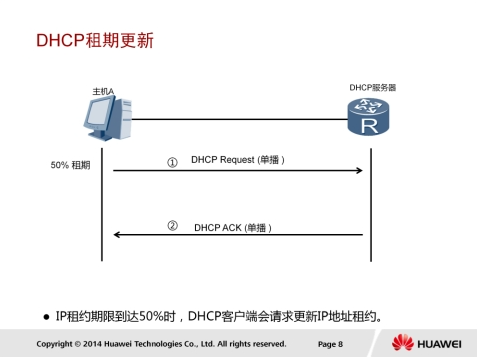 DHCP租期更新
主机A
DHCP服务器
R
50% 租期
① DHCP Request (单播 )
② DHCP ACK (单播 )
● IP租约期限到达50%时，DHCP客户端会请求更新IP地址租约。
Copyright © 2014 Huawei Technologies Co., Ltd. All rights reserved. Page 8 HUAWEI